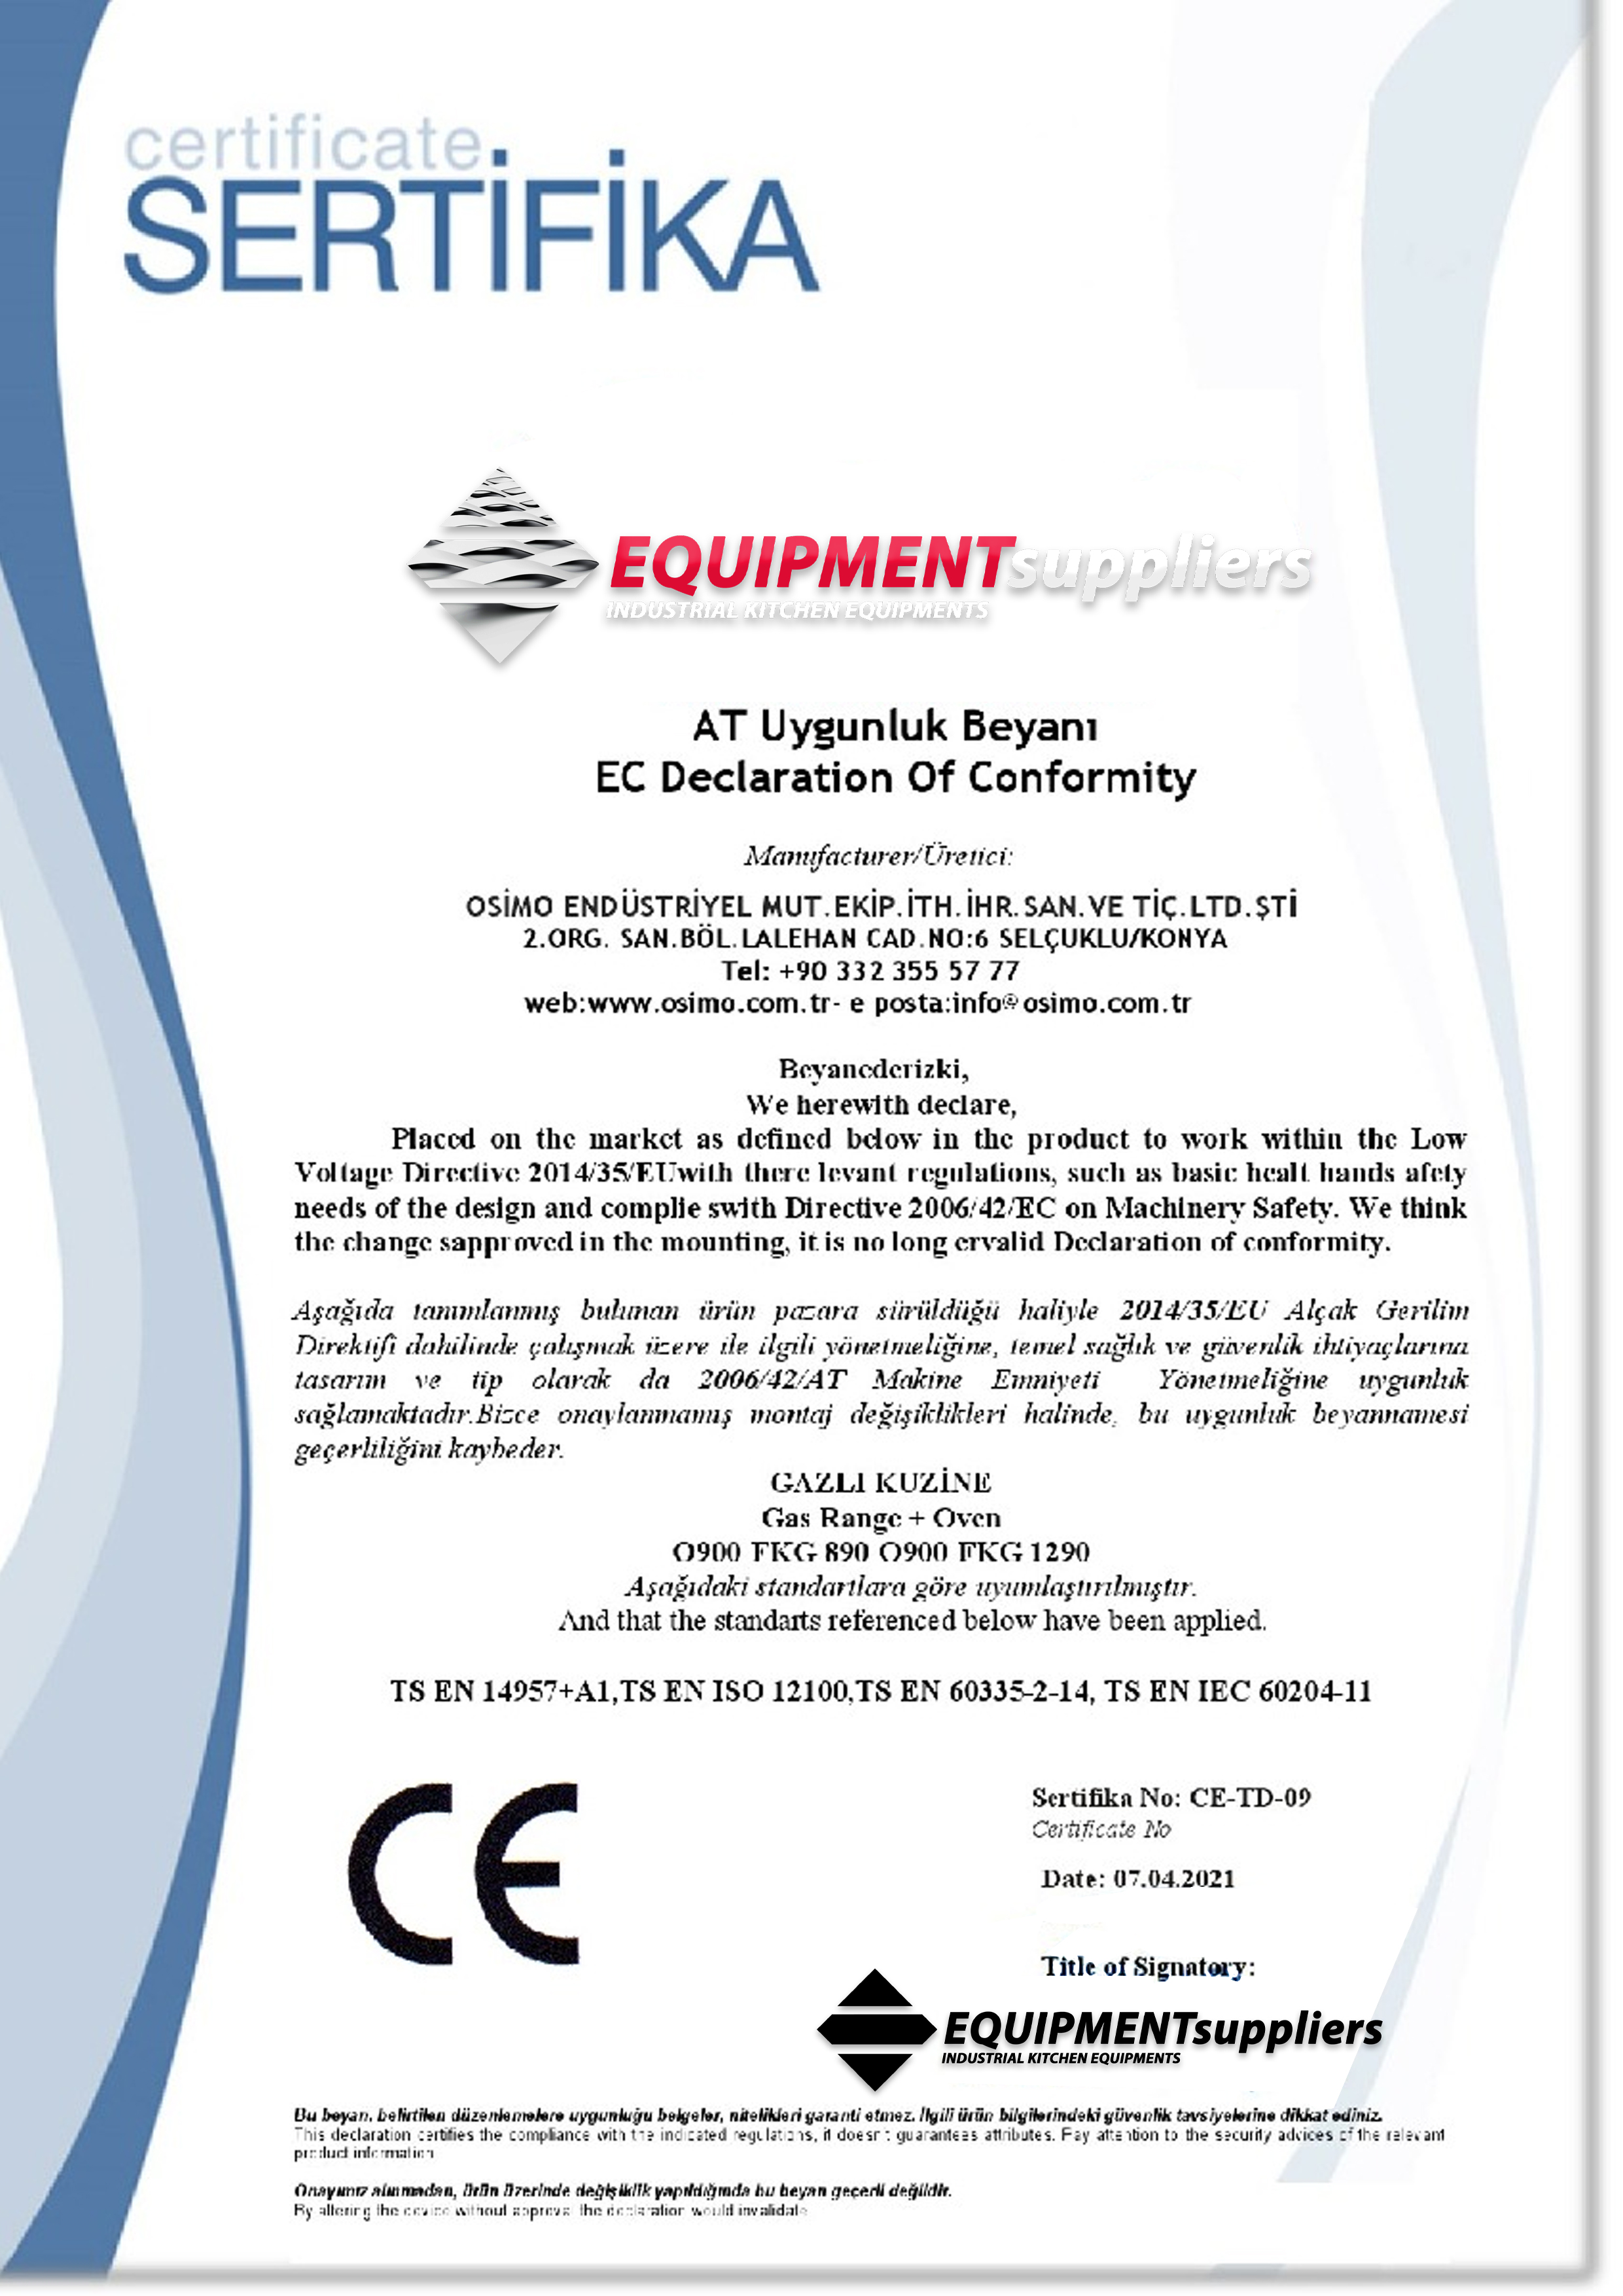 certificate
SERTİFİKA
EQUIPMENTsuppliers
INDUSTRIAL KITCHEN EQUIPMENTS
AT Uygunluk Beyanı
EC Declaration Of Conformity
Manufacturer/Üretici:
OSİMO ENDÜSTRİYEL MUT.EKİP.İTH.İHR.SAN.VE TİÇ.LTD.ŞTİ
2.ORG. SAN.BÖL.LALEHAN CAD.NO:6 SELÇUKLU/KONYA
Tel: +90 332 355 57 77
web:www.osimo.com.tr- e posta:info@osimo.com.tr
Beyanederizki,
We herewith declare,
Placed on the market as defined below in the product to work within the Low
Voltage Directive 2014/35/EUwith there levant regulations, such as basic healt hands afety
needs of the design and complie swith Directive 2006/42/EC on Machinery Safety. We think
the change sapproved in the mounting, it is no long ervalid Declaration of conformity.
Aşağıda tanımlanmış bulunan ürün pazara sürüldüğü haliyle 2014/35/EU Alçak Gerilim
Direktifi dahilinde çalışmak üzere ile ilgili yönetmeliğine, temel sağlık ve güvenlik ihtiyaçlarına
tasarım ve tip olarak da 2006/42/AT Makine Emniyeti Yönetmeliğine uygunluk
sağlamaktadır.Bizce onaylanmamış montaj değişiklikleri halinde, bu uygunluk beyannamesi
geçerliliğini kaybeder.
GAZLI KUZİNE
Gas Range + Oven
O900 FKG 890 O900 FKG 1290
Aşağıdaki standartlara göre uyumlaştırılmıştır.
And that the standarts referenced below have been applied.
TS EN 14957+A1,TS EN ISO 12100,TS EN 60335-2-14, TS EN IEC 60204-11
CE
Sertifika No: CE-TD-09
Certificate No
Date: 07.04.2021
Title of Signatory:
EQUIPMENTsuppliers
INDUSTRIAL KITCHEN EQUIPMENTS
Bu beyan, belirtilen düzenlemelere uygunluğu belgeler, nitelikleri garanti etmez. İlgili ürün bilgilerindeki güvenlik tavsiyelerine dikkat ediniz.
This declaration certifies the compliance with the indicated regulations, it doesn't guarantees attributes. Pay attention to the security advices of the relevant
product information
Onayımız alınmadan, ürün üzerinde değişiklik yapıldığında bu beyan geçerli değildir.
By altering the device without approval the declaration would invalidate